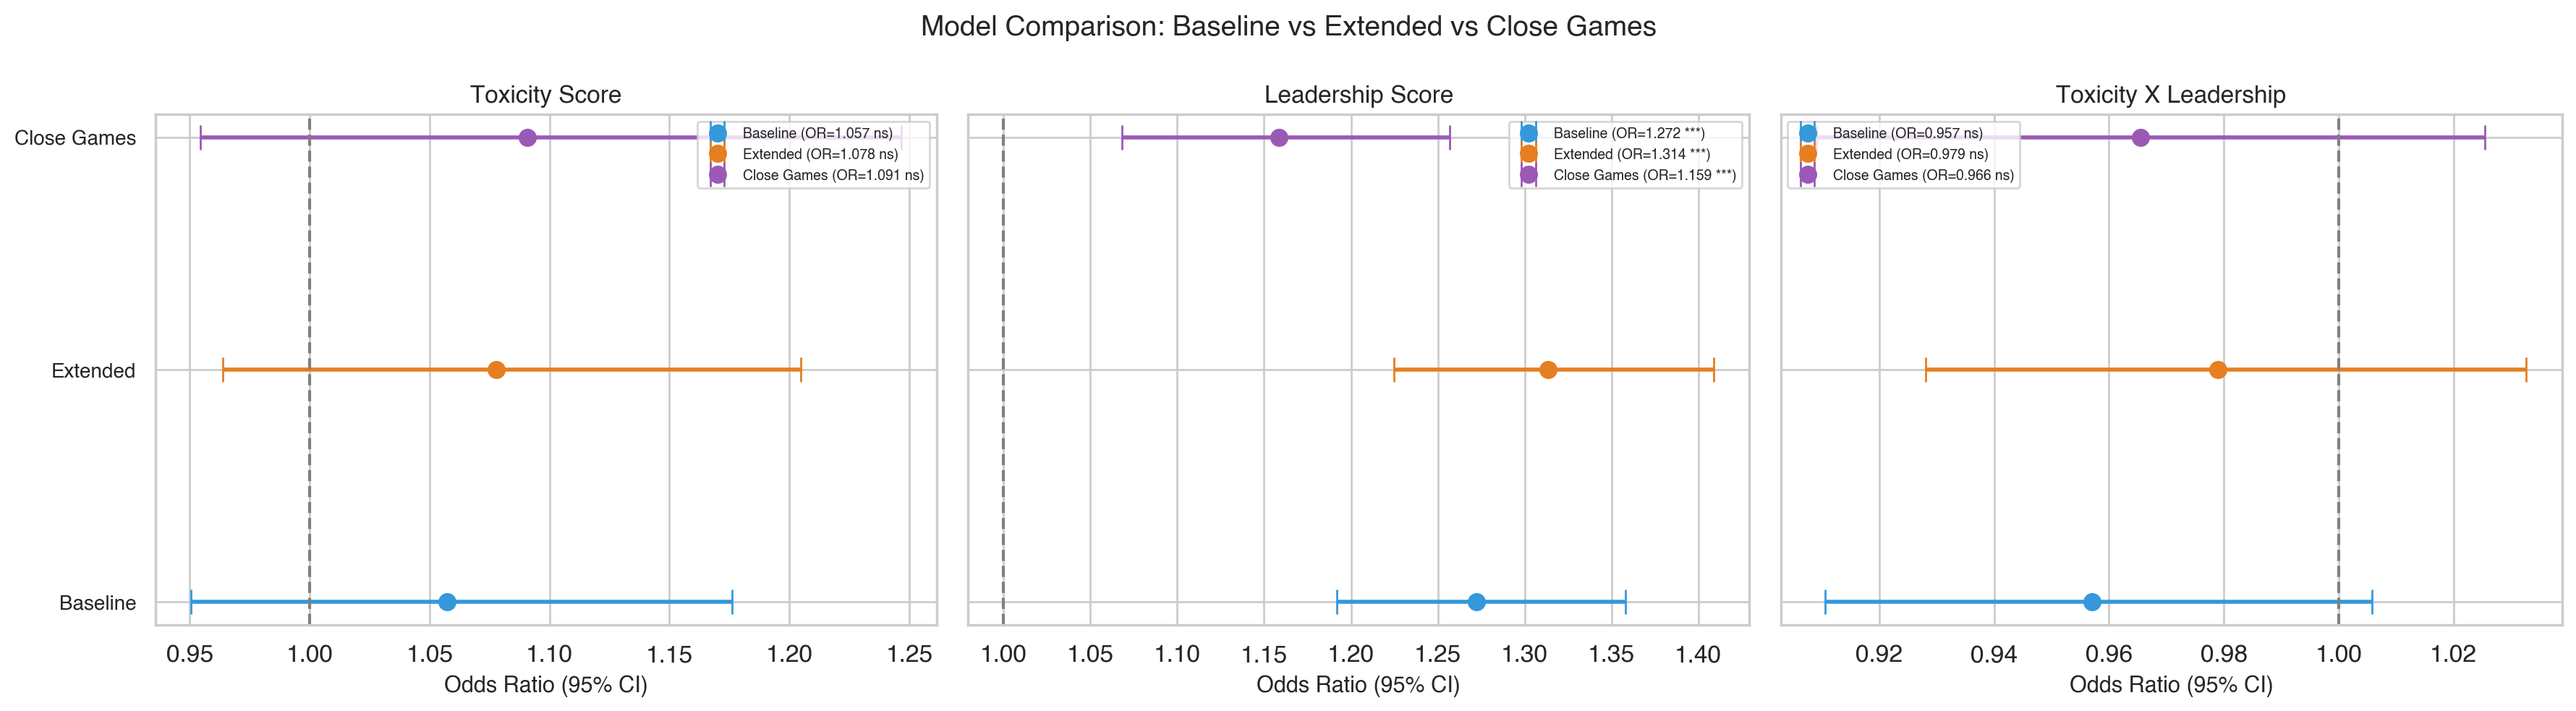 Model Comparison: Baseline vs Extended vs Close Games
Toxicity Score
Close Games
Extended
Baseline
Baseline (OR=1.057 ns)
Extended (OR=1.078 ns)
Close Games (OR=1.091 ns)
0.95 1.00 1.05 1.10 1.15 1.20 1.25
Odds Ratio (95% CI)
Leadership Score
Baseline (OR=1.272 ***)
Extended (OR=1.314 ***)
Close Games (OR=1.159 ***)
1.00 1.05 1.10 1.15 1.20 1.25 1.30 1.35 1.40
Odds Ratio (95% CI)
Toxicity X Leadership
Baseline (OR=0.957 ns)
Extended (OR=0.979 ns)
Close Games (OR=0.966 ns)
0.92 0.94 0.96 0.98 1.00 1.02
Odds Ratio (95% CI)